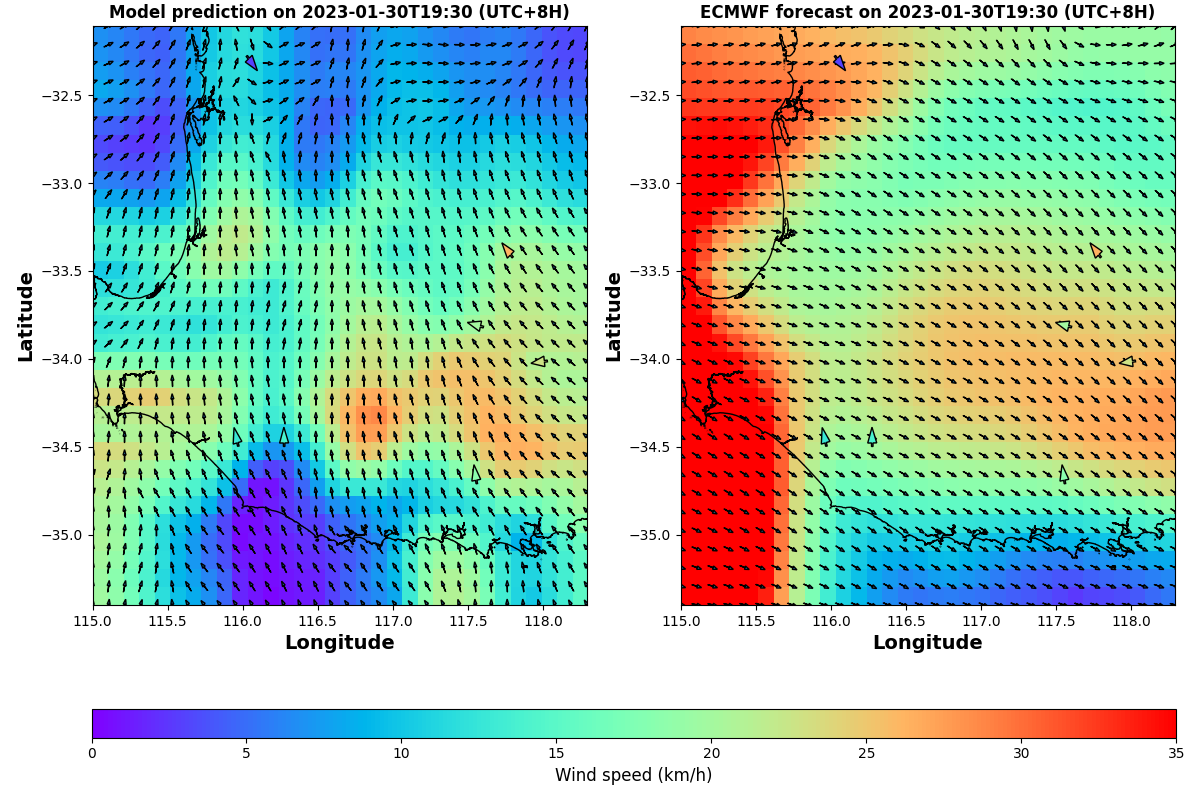 Model prediction on 2023-01-30T19:30 (UTC+8H)
ECMWF forecast on 2023-01-30T19:30 (UTC+8H)
Latitude
−32.5
−33.0
−33.5
−34.0
−34.5
−35.0
115.0 115.5 116.0 116.5 117.0 117.5 118.0
Longitude
Latitude
−32.5
−33.0
−33.5
−34.0
−34.5
−35.0
115.0 115.5 116.0 116.5 117.0 117.5 118.0
Longitude
0 5 10 15 20 25 30 35
Wind speed (km/h)